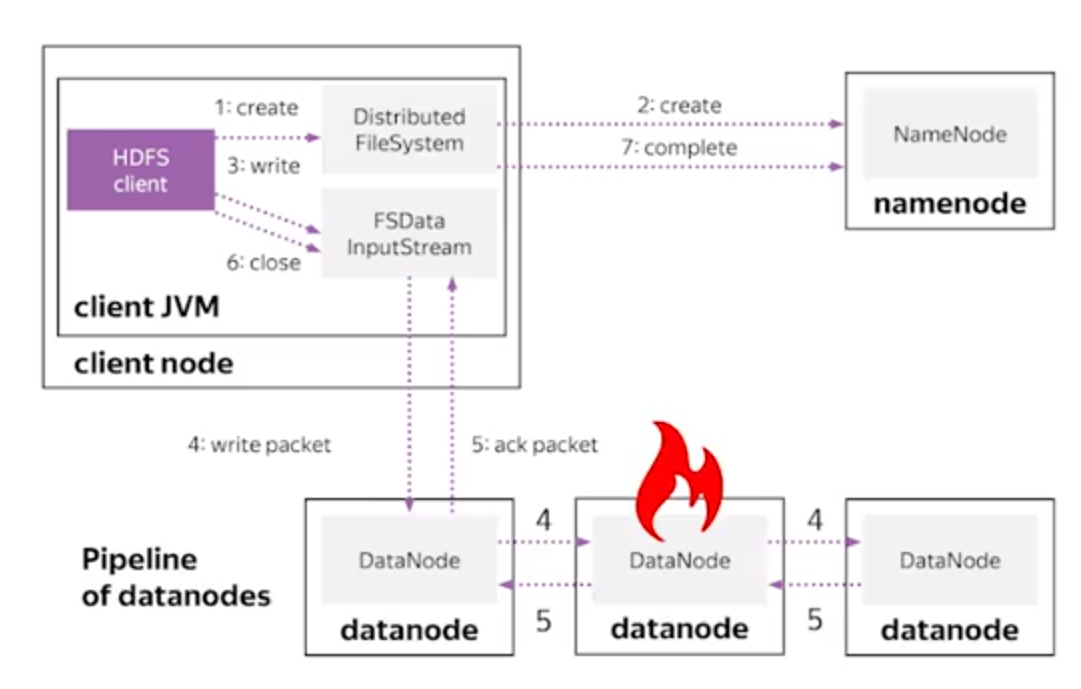 1: create
Distributed
FileSystem
2: create
NameNode
HDFS
client
3: write
7: complete
namenode
FSData
InputStream
6: close
client JVM
client node
4: write packet
5: ack packet
Pipeline
of datanodes
DataNode
4
DataNode
4
DataNode
datanode
5
datanode
5
datanode